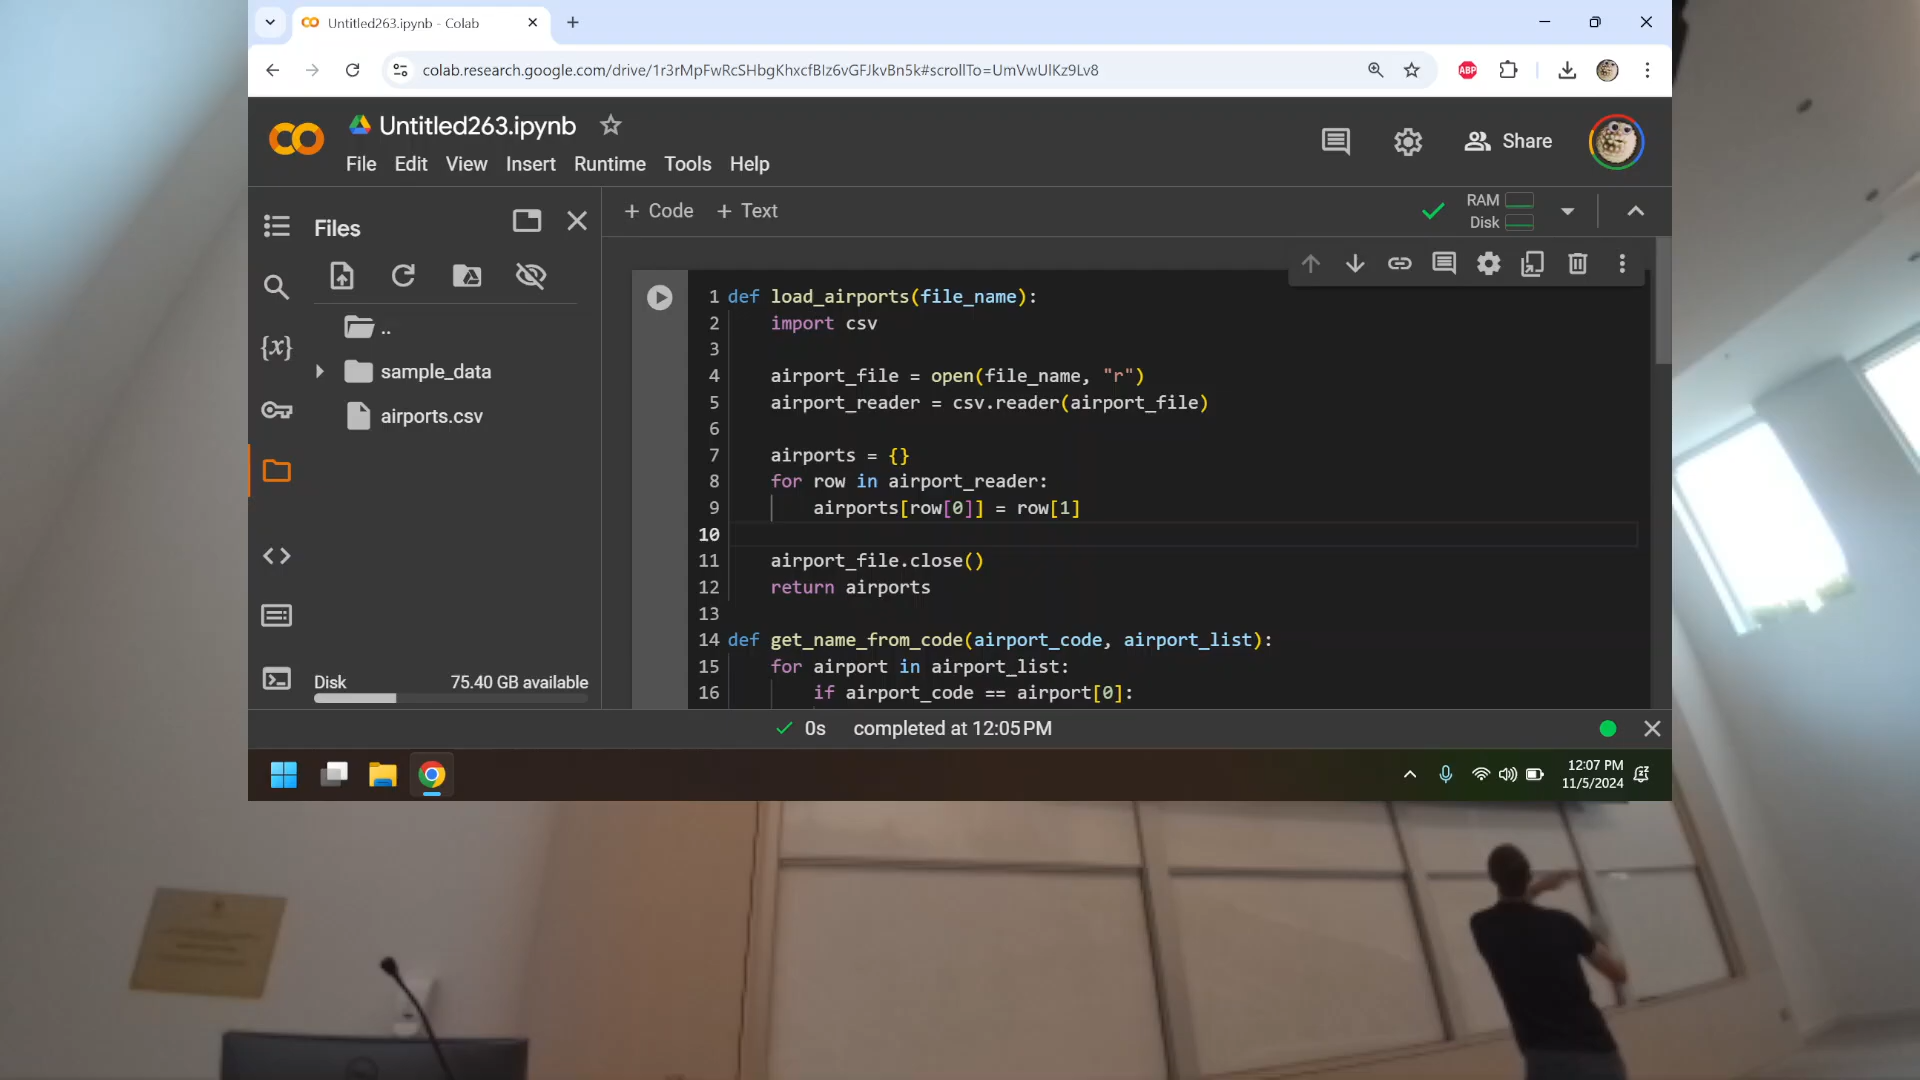 Untitled263.ipynb - Colab
colab.research.google.com/drive/1r3rMpFwRcSHbgKhxcfBIz6vGFJkvBn5k#scrollTo=UmVwUlKz9Lv8
ABP
Untitled263.ipynb
Share
File Edit View Insert Runtime Tools Help
+ Code + Text
RAM
Disk
Files
..
sample_data
airports.csv
{x}
Disk 75.40 GB available
1 def load_airports(file_name):
2 import csv
3
4 airport_file = open(file_name, "r")
5 airport_reader = csv.reader(airport_file)
6
7 airports = {}
8 for row in airport_reader:
9 airports[row[0]] = row[1]
10
11 airport_file.close()
12 return airports
13
14 def get_name_from_code(airport_code, airport_list):
15 for airport in airport_list:
16 if airport_code == airport[0]:
0s completed at 12:05 PM
12:07 PM
11/5/2024